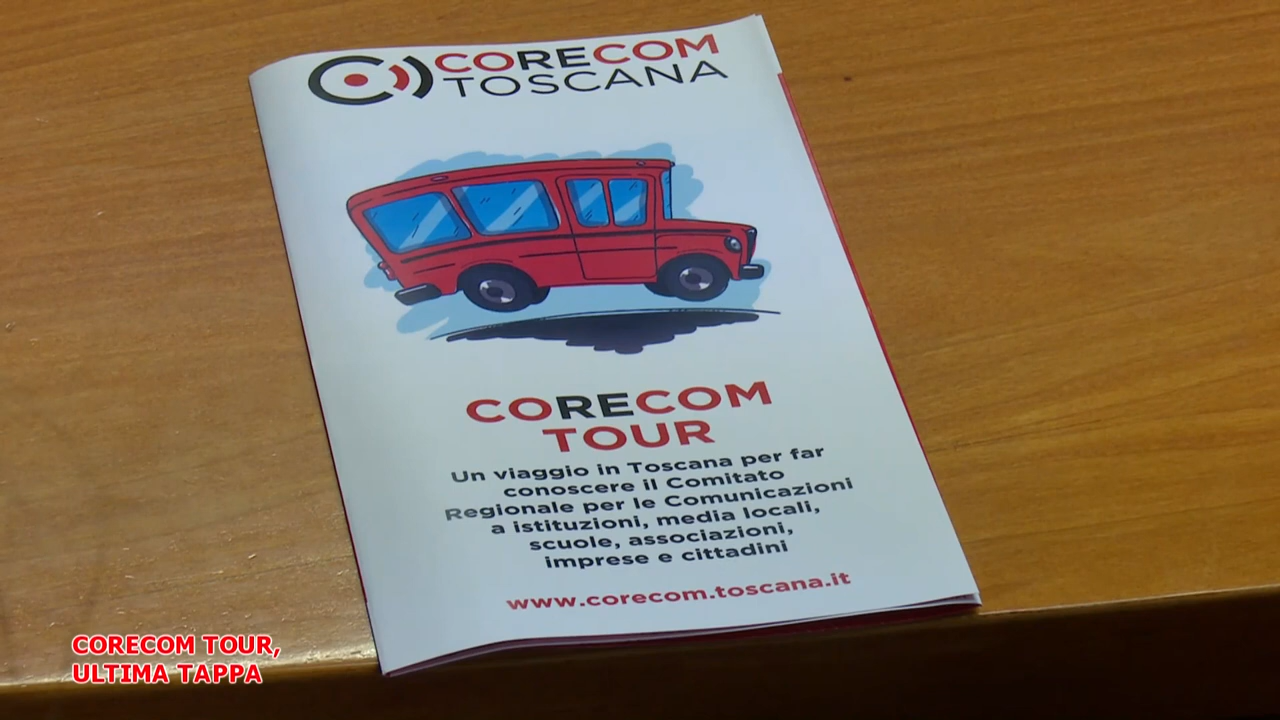 CORECOM
TOSCANA
CORECOM
TOUR
Un viaggio in Toscana per far
conoscere il Comitato
Regionale per le Comunicazioni
a istituzioni, media locali,
scuole, associazioni,
imprese e cittadini
www.corecom.toscana.it
CORECOM TOUR,
ULTIMA TAPPA